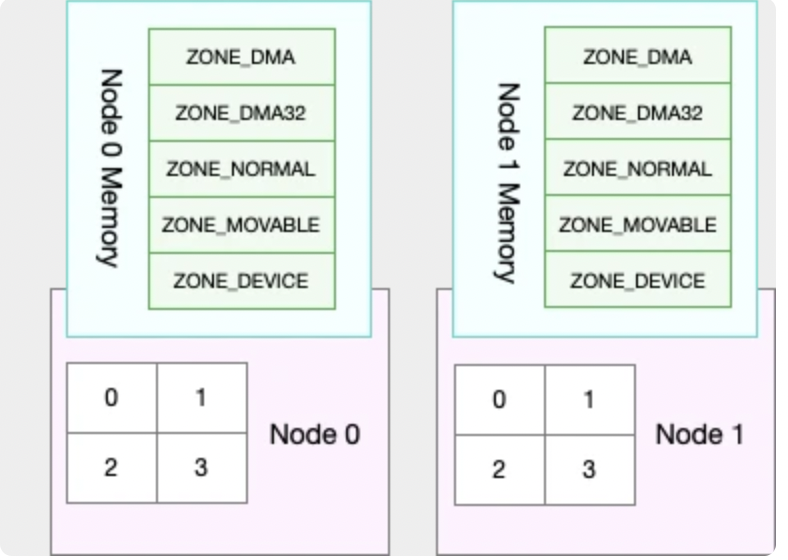 Node 0 Memory
ZONE_DMA
ZONE_DMA32
ZONE_NORMAL
ZONE_MOVABLE
ZONE_DEVICE
0 1
2 3
Node 0
Node 1 Memory
ZONE_DMA
ZONE_DMA32
ZONE_NORMAL
ZONE_MOVABLE
ZONE_DEVICE
0 1
2 3
Node 1